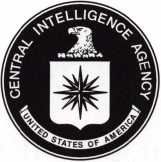 CENTRAL INTELLIGENCE AGENCY
UNITED STATES OF AMERICA